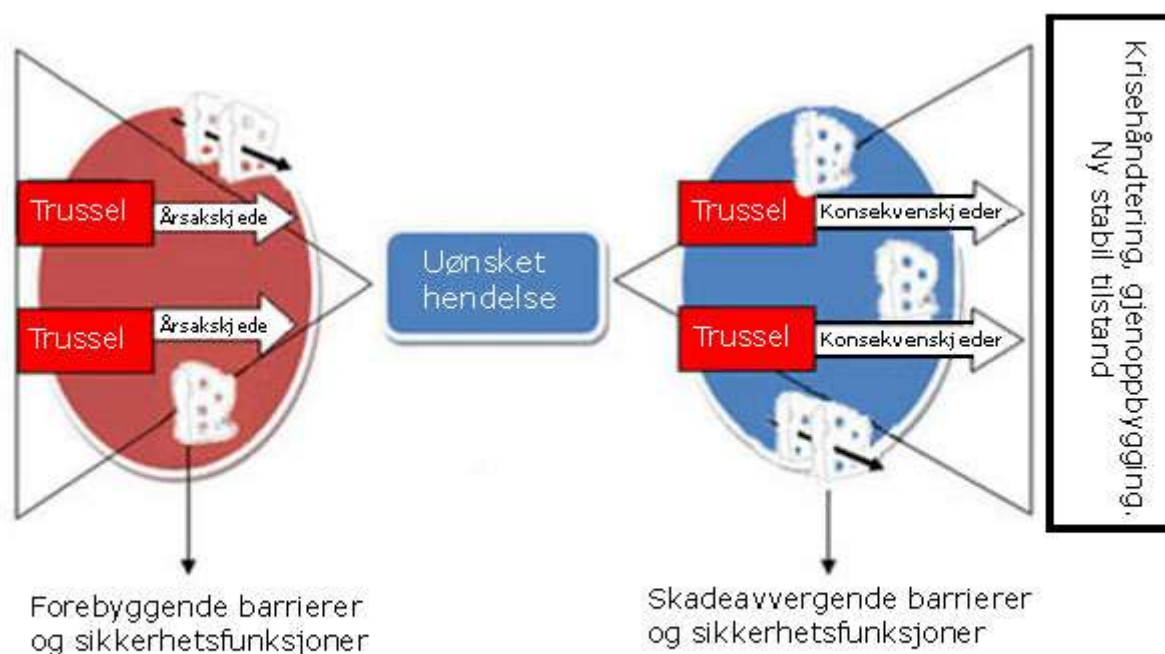 Trussel
Årsakskjede
Trussel
Årsakskjede
Uønsket
hendelse
Trussel
Konsekvenskjeder
Trussel
Konsekvenskjeder
Krisehåndtering, gjenoppbygging.
Ny stabil tilstand
Forebyggende barrierer
og sikkerhetsfunksjoner
Skadeavvergende barrierer
og sikkerhetsfunksjoner